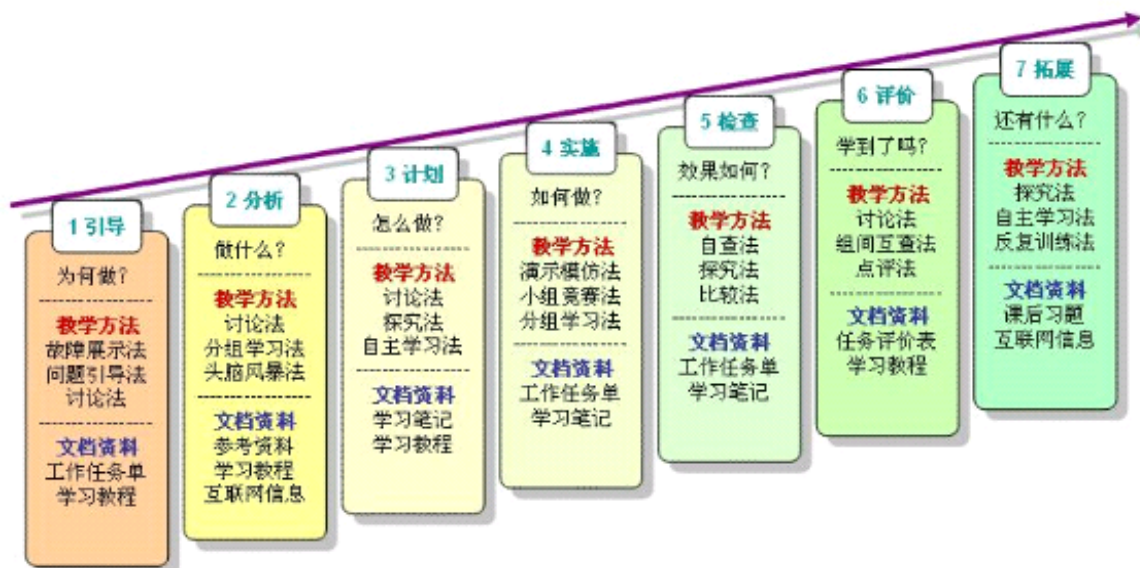 1 引导
为何做？
教学方法
故障展示法
问题引导法
讨论法
文档资料
工作任务单
学习教程
2 分析
做什么？
教学方法
讨论法
分组学习法
头脑风暴法
文档资料
参考资料
学习教程
互联网信息
3 计划
怎么做？
教学方法
讨论法
探究法
自主学习法
文档资料
学习笔记
学习教程
4 实施
如何做？
教学方法
演示模仿法
小组竞赛法
分组学习法
文档资料
工作任务单
学习笔记
5 检查
效果如何？
教学方法
自查法
探究法
比较法
文档资料
工作任务单
学习笔记
6 评价
学到了吗？
教学方法
讨论法
组间互查法
点评法
文档资料
任务评价表
学习教程
7 拓展
还有什么？
教学方法
探究法
自主学习法
反复训练法
文档资料
课后习题
互联网信息